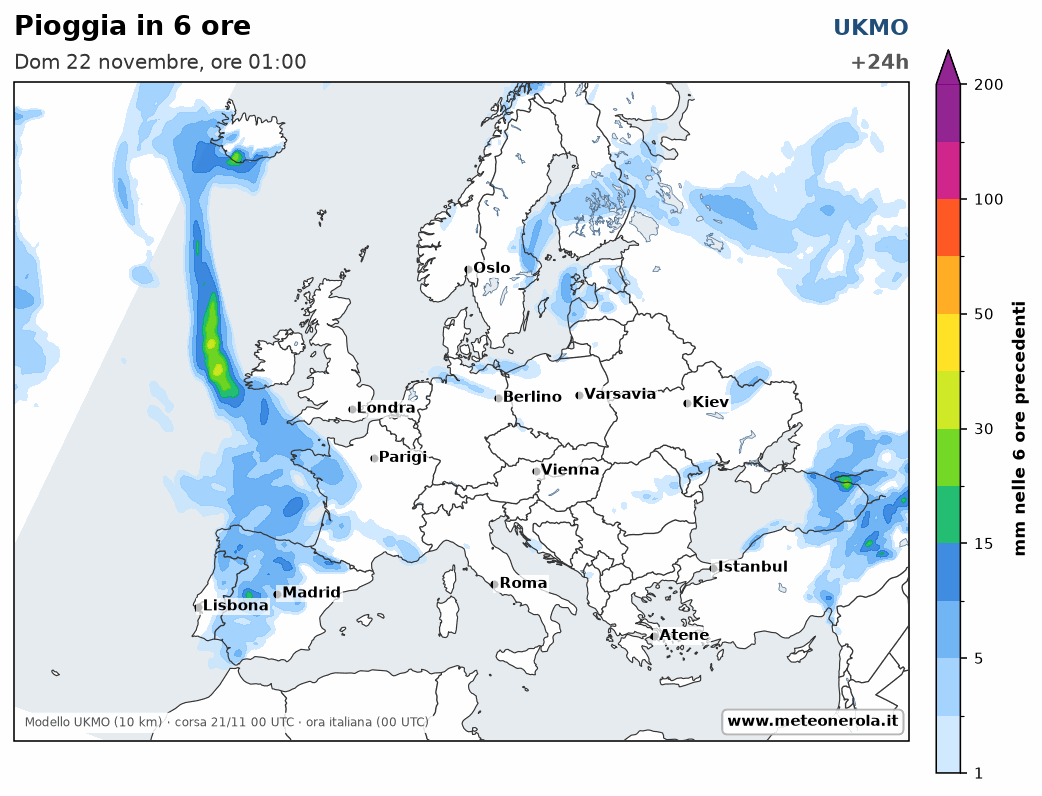 Pioggia in 6 ore
UKMO
Dom 22 novembre, ore 01:00
+24h
200
100
50
30
15
5
1
mm nelle 6 ore precedenti
Oslo
Londra
Berlino
Varsavia
Kiev
Parigi
Vienna
Istanbul
Roma
Madrid
Lisbona
Atene
Modello UKMO (10 km) · corsa 21/11 00 UTC · ora italiana (00 UTC)
www.meteonerola.it